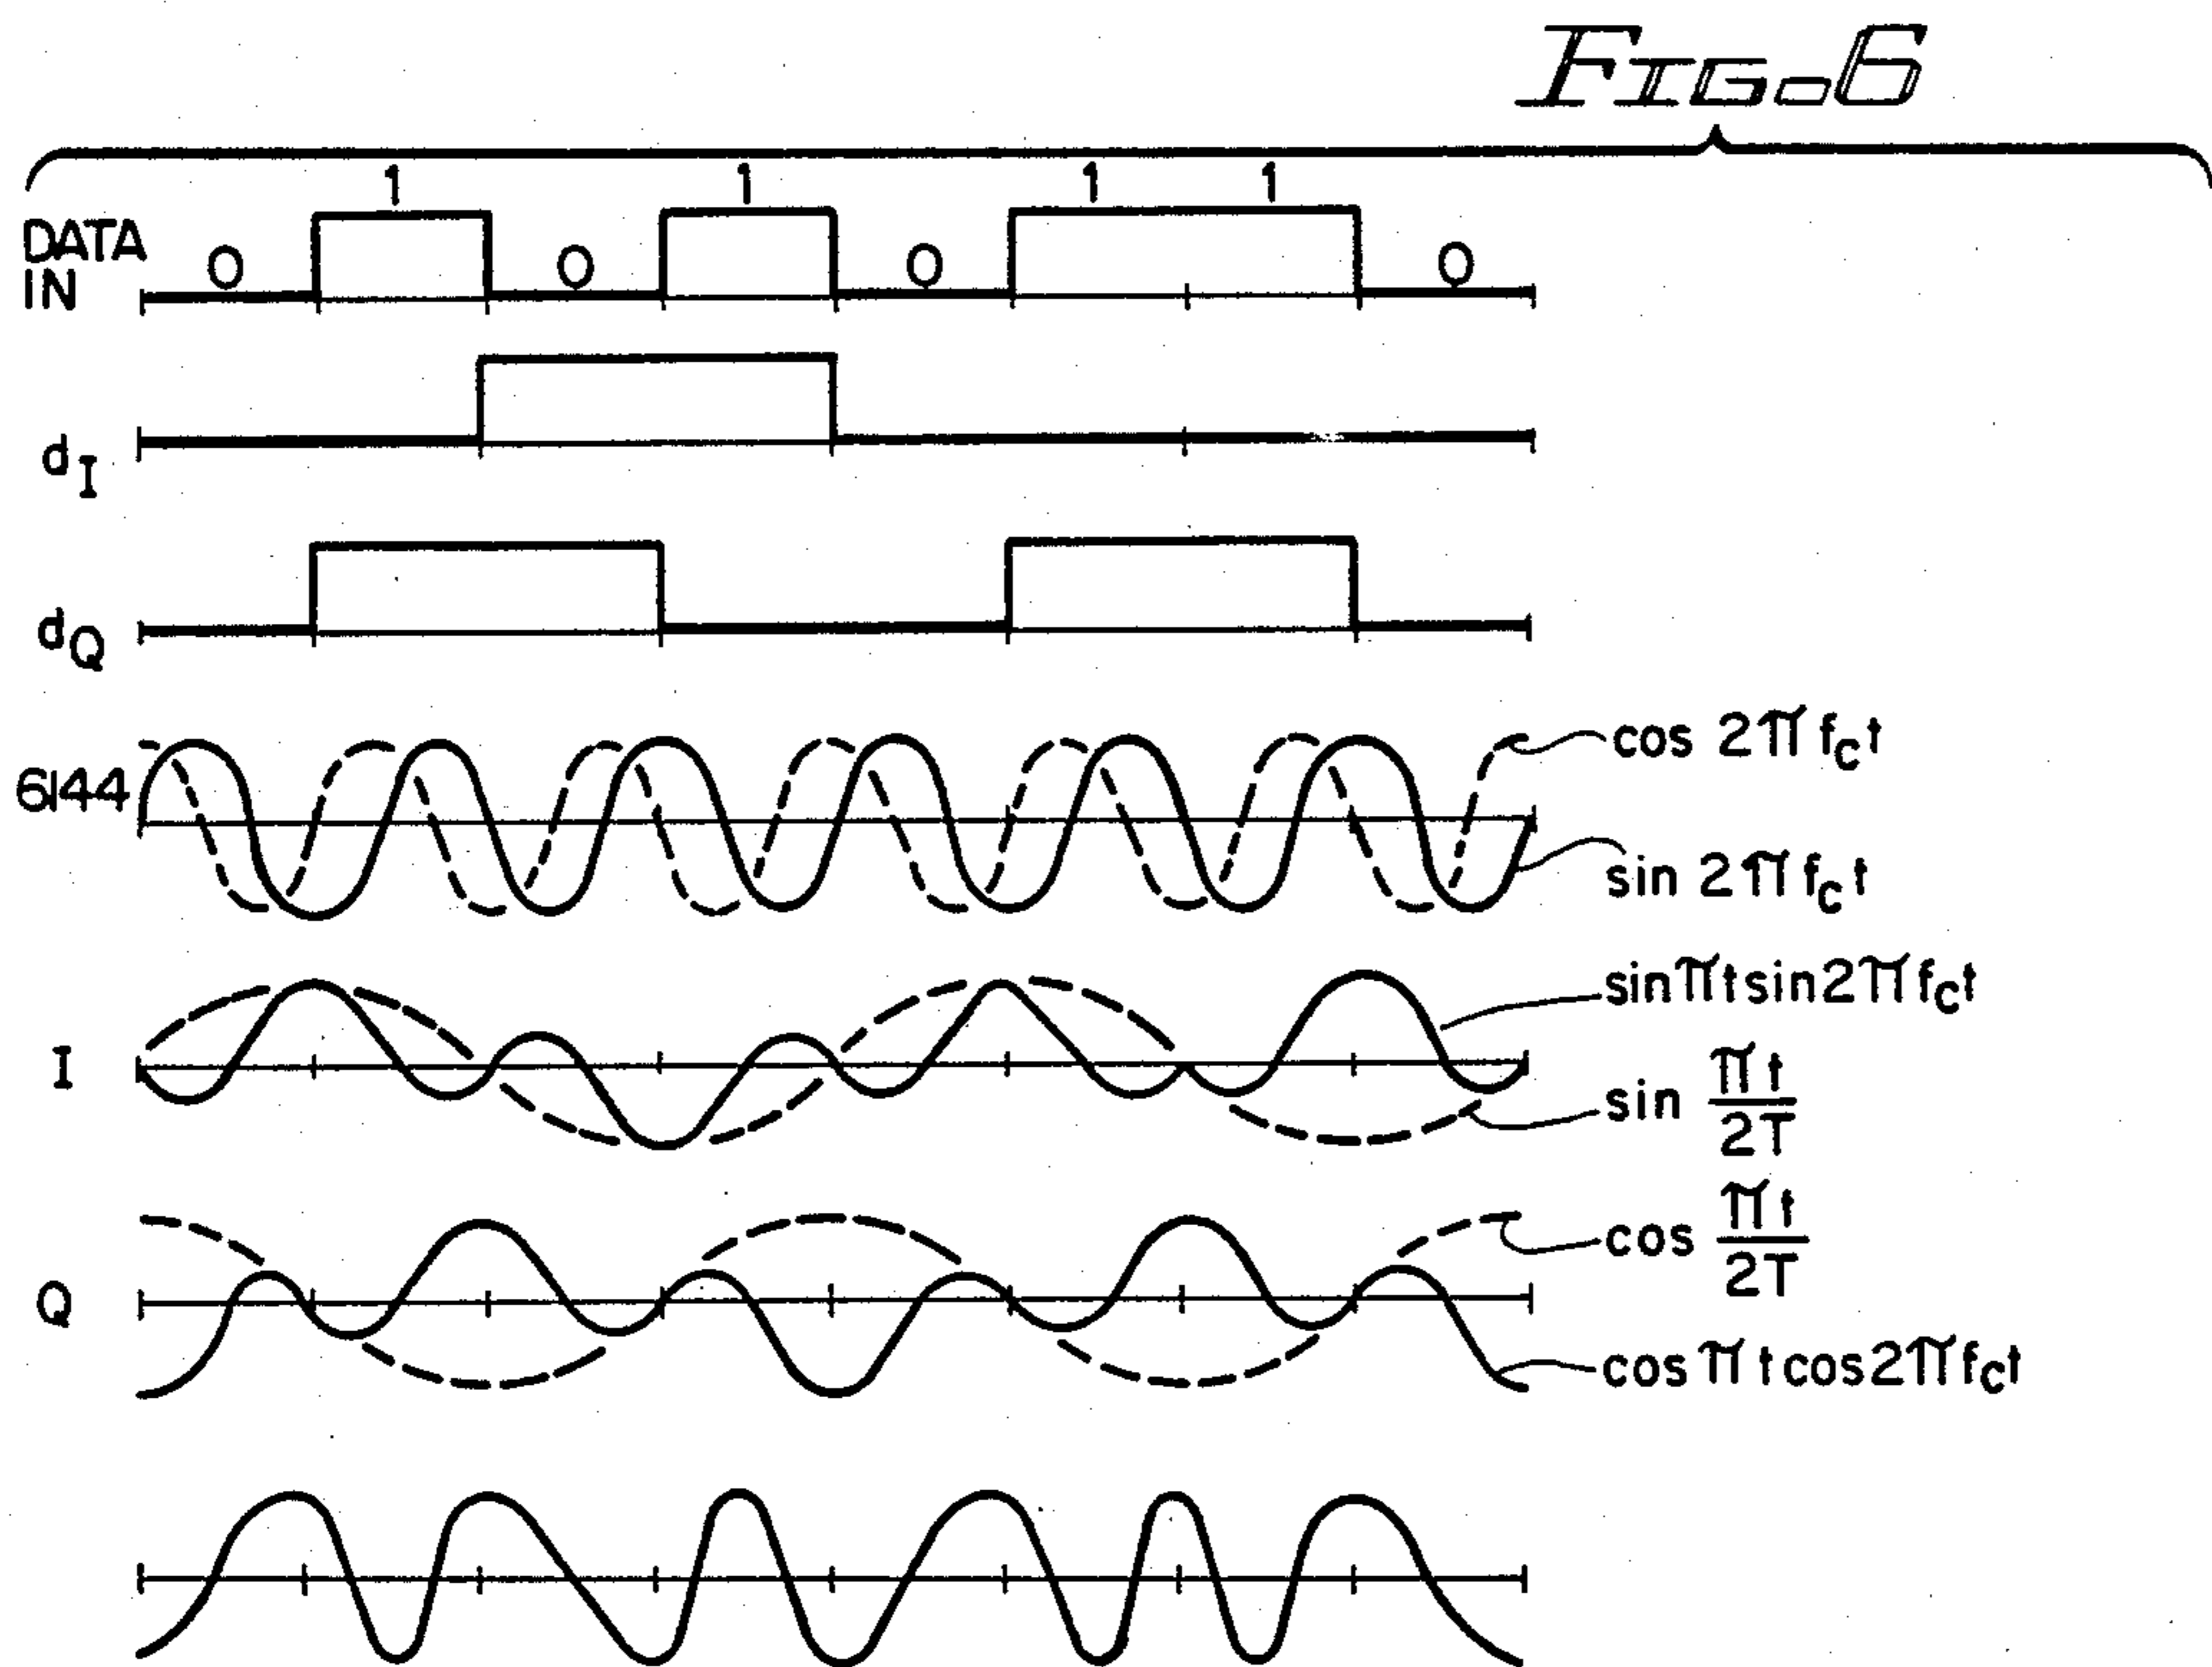 FIG. 6
1 1 1 1
DATA IN
0 0 0 0
dI
dQ
6144
cos 2π fct
sin 2π fct
I
sin πt sin 2π fct
sin πt/2T
Q
cos πt/2T
cos π t cos 2π fct